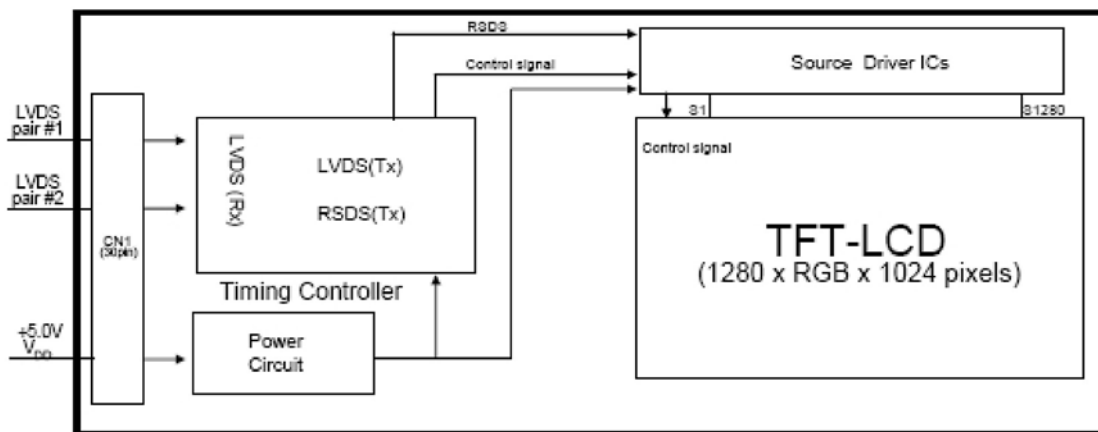 RSDS
Control signal
Source Driver ICs
LVDS
pair #1
S1
S1280
LVDS (Rx)
LVDS(Tx)
Control signal
LVDS
pair #2
RSDS(Tx)
CN1
(30pin)
TFT-LCD
(1280 x RGB x 1024 pixels)
Timing Controller
+5.0V
VDD
Power
Circuit